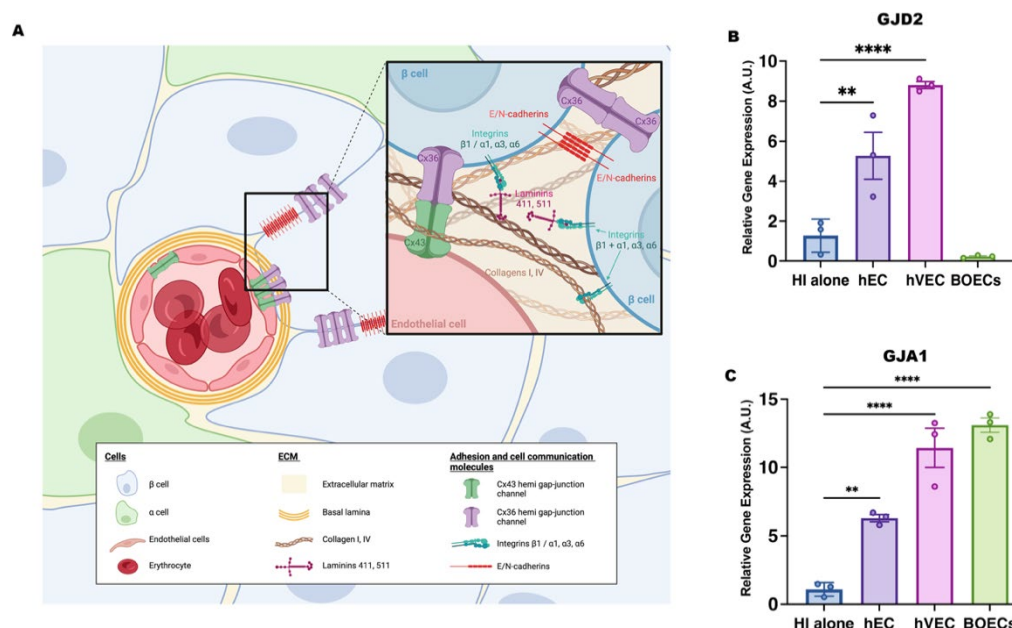 A
β cell
Cx36
Cx36
E/N-cadherins
Integrins
β1 / α1, α3, α6
Cx36
E/N-cadherins
Laminins
411, 511
Cx43
Integrins
β1 + α1, α3, α6
Collagens I, IV
β cell
Endothelial cell
Cells
β cell
α cell
Endothelial cells
Erythrocyte
ECM
Extracellular matrix
Basal lamina
Collagen I, IV
Laminins 411, 511
Adhesion and cell communication
molecules
Cx43 hemi gap-junction
channel
Cx36 hemi gap-junction
channel
Integrins β1 / α1, α3, α6
E/N-cadherins
GJD2
B
Relative Gene Expression (A.U.)
10
8
6
4
2
0
****
**
HI alone hEC hVEC BOECs
GJA1
C
Relative Gene Expression (A.U.)
15
10
5
0
****
****
**
HI alone hEC hVEC BOECs